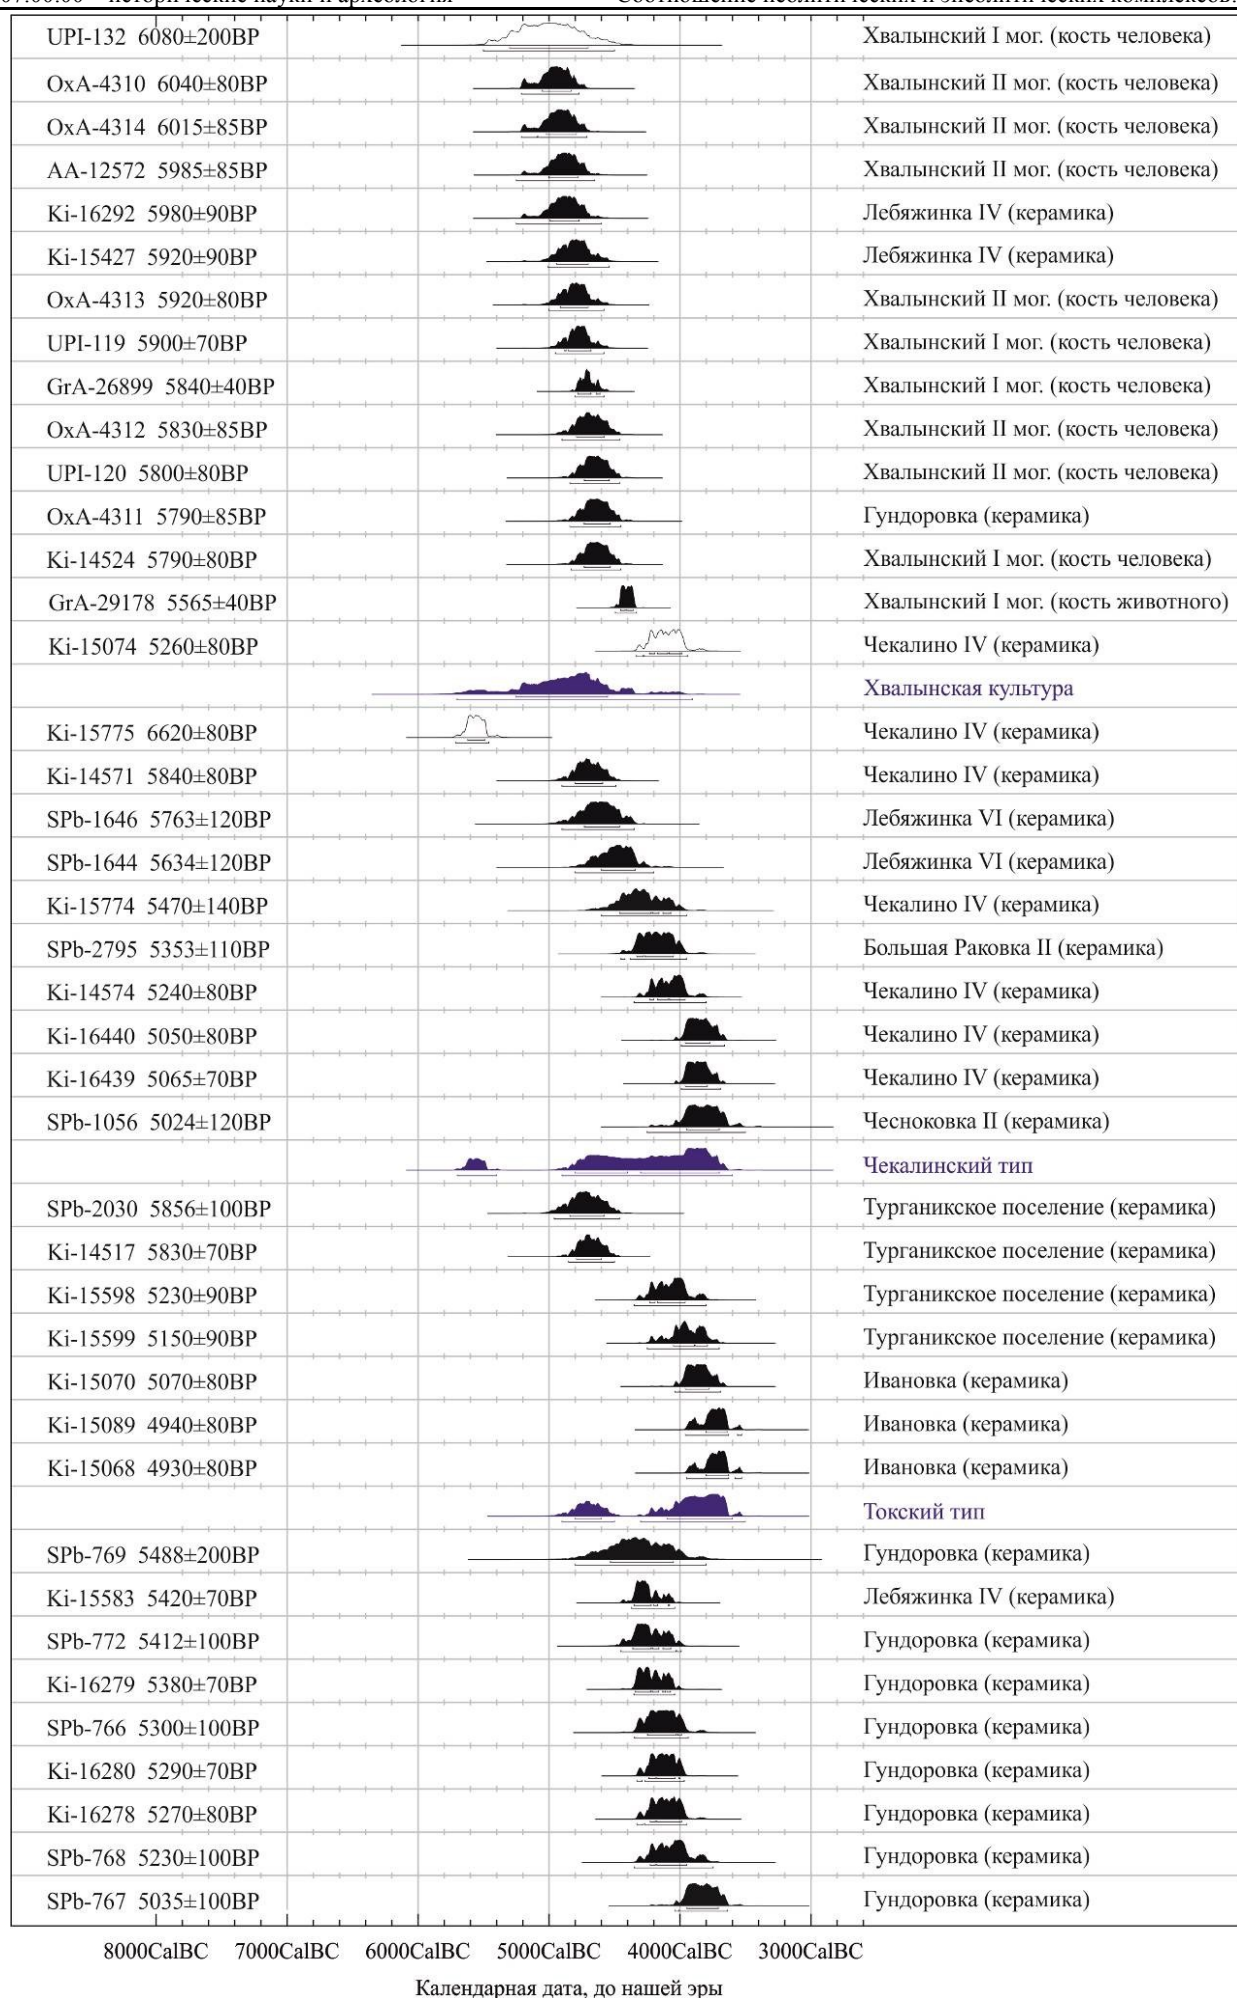 07.00.00 – исторические науки и археология Соотношение неолитических и энеолитических комплексов.
UPI-132 6080±200BP Хвалынский I мог. (кость человека)
OxA-4310 6040±80BP Хвалынский II мог. (кость человека)
OxA-4314 6015±85BP Хвалынский II мог. (кость человека)
AA-12572 5985±85BP Хвалынский II мог. (кость человека)
Ki-16292 5980±90BP Лебяжинка IV (керамика)
Ki-15427 5920±90BP Лебяжинка IV (керамика)
OxA-4313 5920±80BP Хвалынский II мог. (кость человека)
UPI-119 5900±70BP Хвалынский I мог. (кость человека)
GrA-26899 5840±40BP Хвалынский I мог. (кость человека)
OxA-4312 5830±85BP Хвалынский II мог. (кость человека)
UPI-120 5800±80BP Хвалынский II мог. (кость человека)
OxA-4311 5790±85BP Гундоровка (керамика)
Ki-14524 5790±80BP Хвалынский I мог. (кость человека)
GrA-29178 5565±40BP Хвалынский I мог. (кость животного)
Ki-15074 5260±80BP Чекалино IV (керамика)
Хвалынская культура
Ki-15775 6620±80BP Чекалино IV (керамика)
Ki-14571 5840±80BP Чекалино IV (керамика)
SPb-1646 5763±120BP Лебяжинка VI (керамика)
SPb-1644 5634±120BP Лебяжинка VI (керамика)
Ki-15774 5470±140BP Чекалино IV (керамика)
SPb-2795 5353±110BP Большая Раковка II (керамика)
Ki-14574 5240±80BP Чекалино IV (керамика)
Ki-16440 5050±80BP Чекалино IV (керамика)
Ki-16439 5065±70BP Чекалино IV (керамика)
SPb-1056 5024±120BP Чесноковка II (керамика)
Чекалинский тип
SPb-2030 5856±100BP Турганикское поселение (керамика)
Ki-14517 5830±70BP Турганикское поселение (керамика)
Ki-15598 5230±90BP Турганикское поселение (керамика)
Ki-15599 5150±90BP Турганикское поселение (керамика)
Ki-15070 5070±80BP Ивановка (керамика)
Ki-15089 4940±80BP Ивановка (керамика)
Ki-15068 4930±80BP Ивановка (керамика)
Токский тип
SPb-769 5488±200BP Гундоровка (керамика)
Ki-15583 5420±70BP Лебяжинка IV (керамика)
SPb-772 5412±100BP Гундоровка (керамика)
Ki-16279 5380±70BP Гундоровка (керамика)
SPb-766 5300±100BP Гундоровка (керамика)
Ki-16280 5290±70BP Гундоровка (керамика)
Ki-16278 5270±80BP Гундоровка (керамика)
SPb-768 5230±100BP Гундоровка (керамика)
SPb-767 5035±100BP Гундоровка (керамика)
8000CalBC 7000CalBC 6000CalBC 5000CalBC 4000CalBC 3000CalBC
Календарная дата, до нашей эры